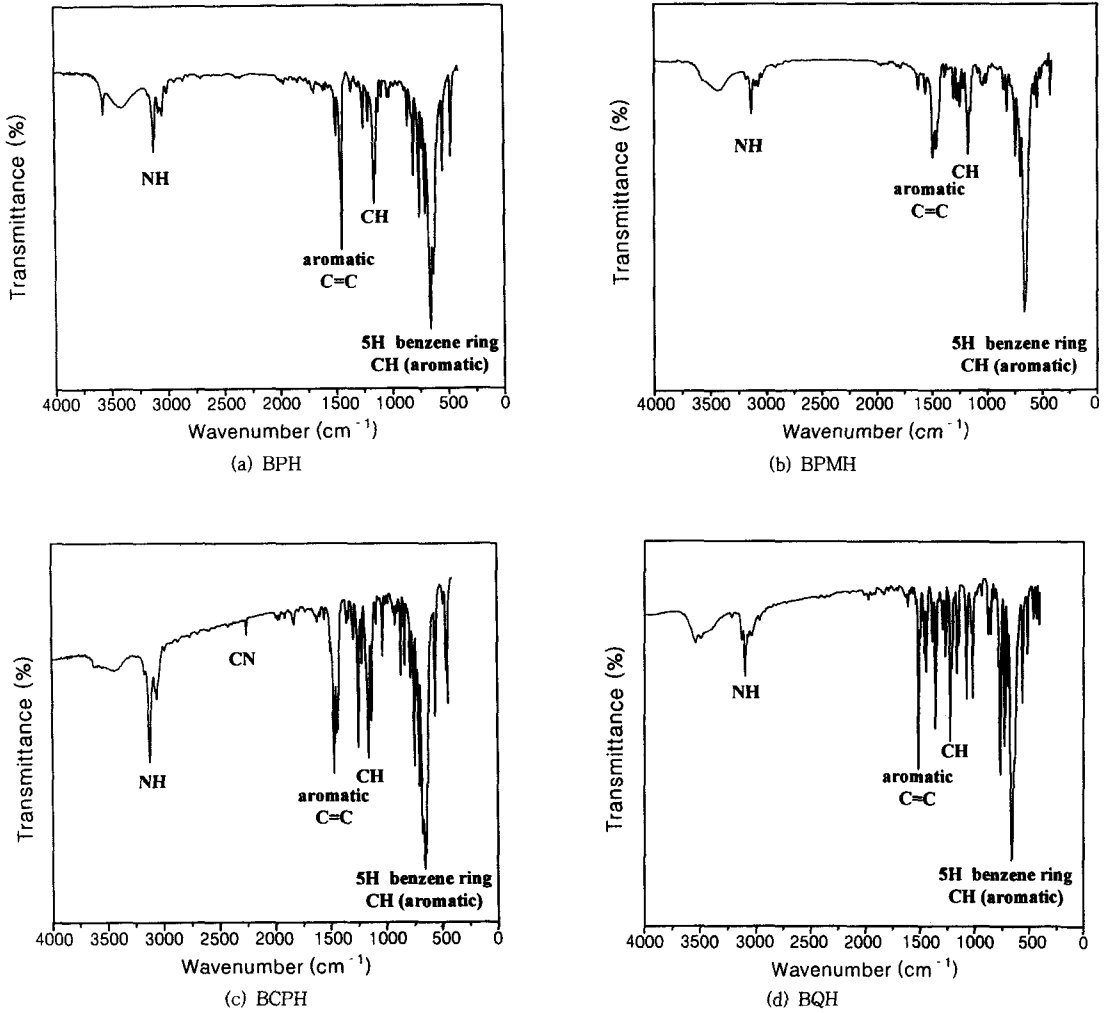 Transmittance (%)
NH
aromatic
C=C
CH
5H benzene ring
CH (aromatic)
4000 3500 3000 2500 2000 1500 1000 500 0
Wavenumber (cm⁻¹)
(a) BPH
Transmittance (%)
NH
aromatic
C=C
CH
5H benzene ring
CH (aromatic)
4000 3500 3000 2500 2000 1500 1000 500 0
Wavenumber (cm⁻¹)
(b) BPMH
Transmittance (%)
CN
NH
aromatic
C=C
CH
5H benzene ring
CH (aromatic)
4000 3500 3000 2500 2000 1500 1000 500 0
Wavenumber (cm⁻¹)
(c) BCPH
Transmittance (%)
NH
aromatic
C=C
CH
5H benzene ring
CH (aromatic)
4000 3500 3000 2500 2000 1500 1000 500 0
Wavenumber (cm⁻¹)
(d) BQH